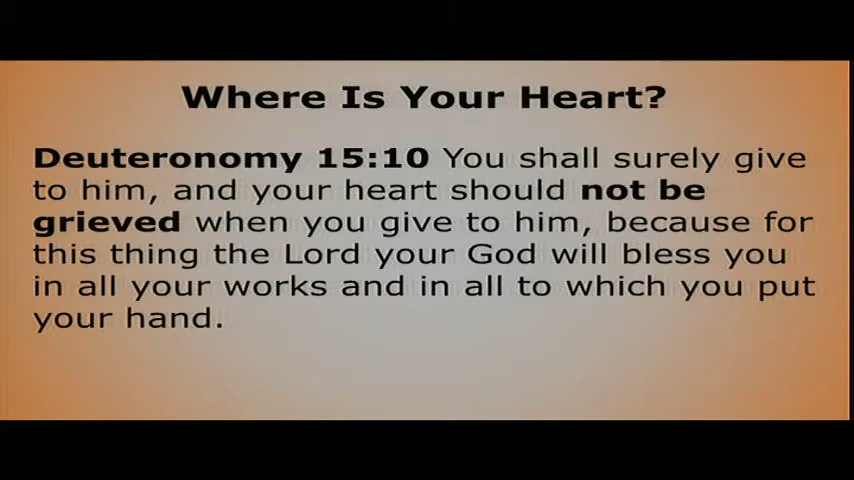 Where Is Your Heart?
Deuteronomy 15:10 You shall surely give
to him, and your heart should not be
grieved when you give to him, because for
this thing the Lord your God will bless you
in all your works and in all to which you put
your hand.